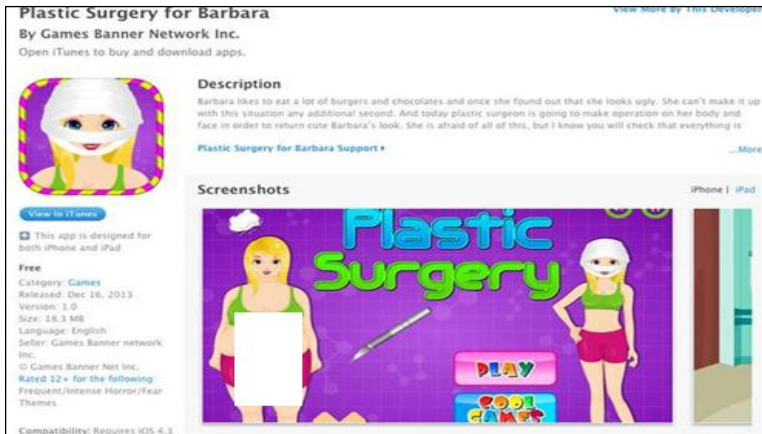 Plastic Surgery for Barbara
View More By This Developer
By Games Banner Network Inc.
Open iTunes to buy and download apps.
Description
Barbara likes to eat a lot of burgers and chocolates and once she found out that she looks ugly. She can't make it up
with this situation any additional second. And today plastic surgeon is going to make operation on her body and
face in order to return cute Barbara's look. She is afraid of all of this, but I know you will check that everything is
Plastic Surgery for Barbara Support
...More
Screenshots
iPhone | iPad
View In iTunes
This app is designed for
both iPhone and iPad
Free
Category: Games
Released: Dec 16, 2013
Version: 1.0
Size: 18.3 MB
Language: English
Seller: Games Banner network
Inc.
© Games Banner Net Inc.
Rated 12+ for the following:
Frequent/Intense Horror/Fear
Themes
Compatibility: Requires iOS 4.3
Plastic
Surgery
PLAY
COOL
GAMES